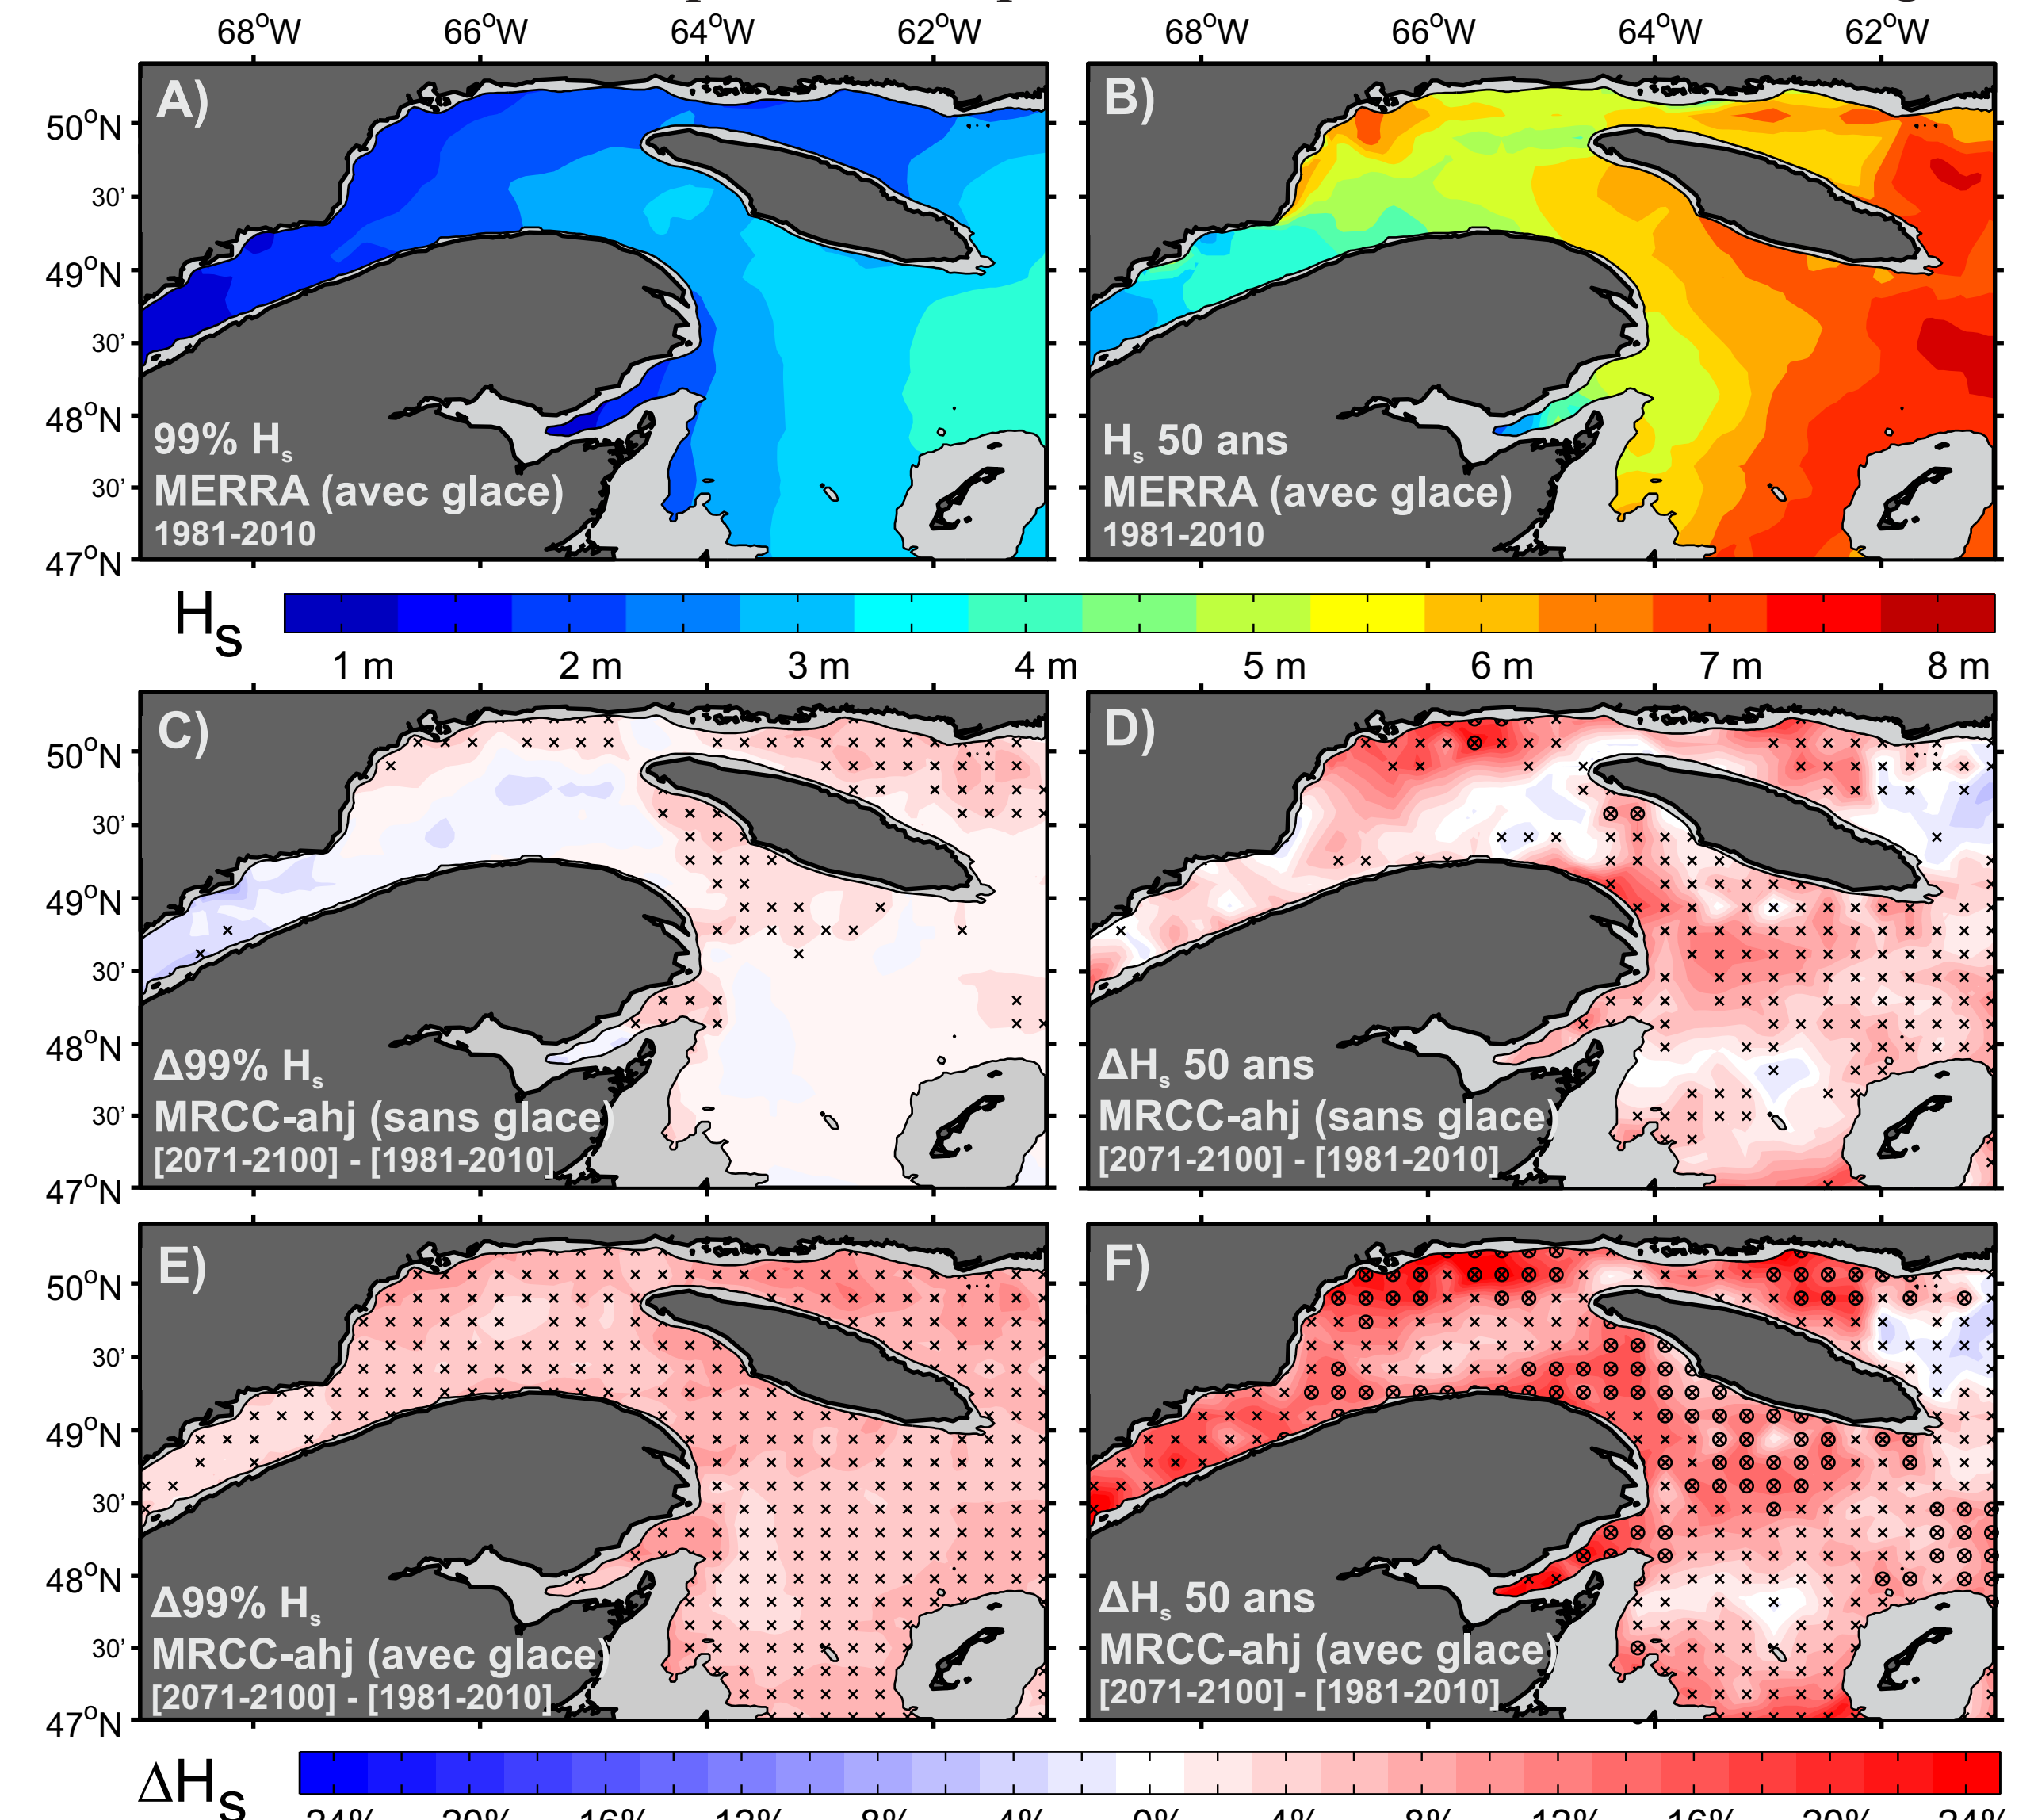 68°W 66°W 64°W 62°W 68°W 66°W 64°W 62°W
A)
B)
50°N
30'
49°N
30'
48°N
30'
47°N
99% Hs
MERRA (avec glace)
1981-2010
Hs 50 ans
MERRA (avec glace)
1981-2010
Hs
1 m 2 m 3 m 4 m 5 m 6 m 7 m 8 m
C)
D)
50°N
30'
49°N
30'
48°N
30'
47°N
Δ99% Hs
MRCC-ahj (sans glace)
[2071-2100] - [1981-2010]
ΔHs 50 ans
MRCC-ahj (sans glace)
[2071-2100] - [1981-2010]
E)
F)
50°N
30'
49°N
30'
48°N
30'
47°N
Δ99% Hs
MRCC-ahj (avec glace)
[2071-2100] - [1981-2010]
ΔHs 50 ans
MRCC-ahj (avec glace)
[2071-2100] - [1981-2010]
ΔHs